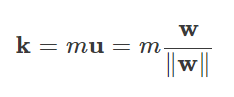 𝐤 = m𝐮 = m 𝐰/‖𝐰‖